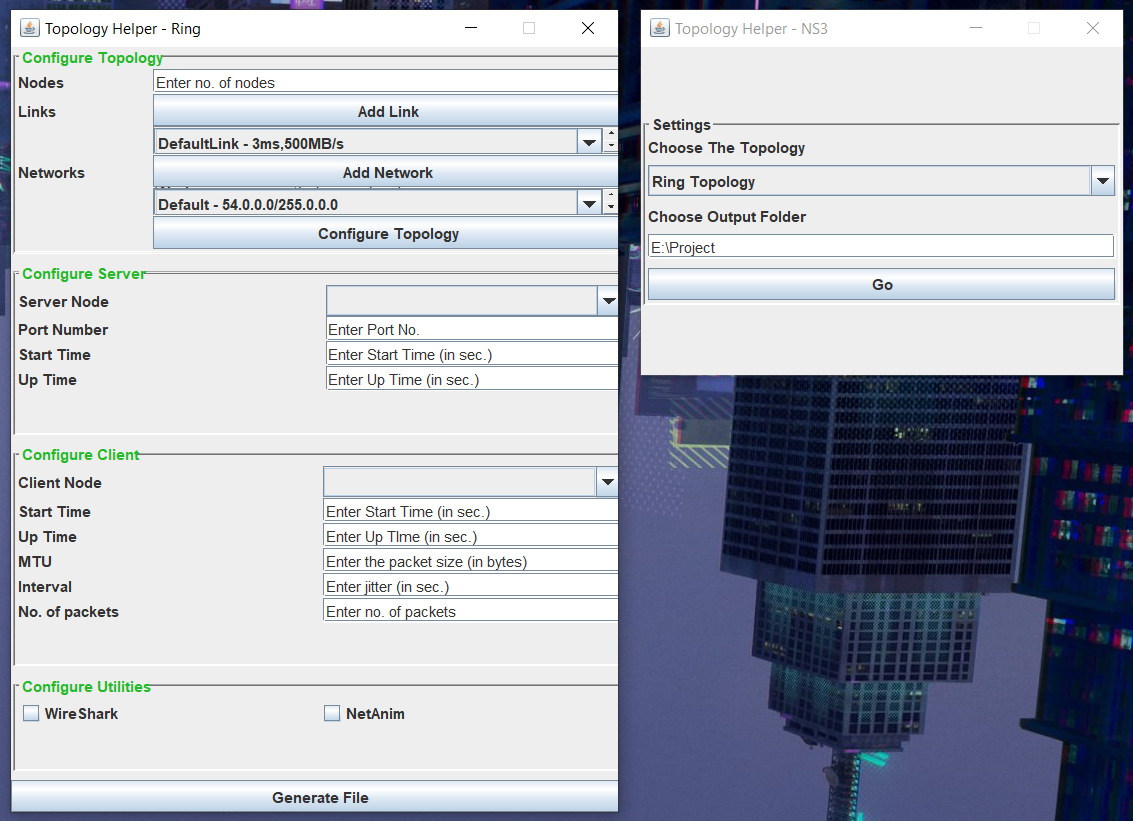 Topology Helper - Ring
Configure Topology
Nodes
Enter no. of nodes
Links
Add Link
DefaultLink - 3ms,500MB/s
Networks
Add Network
Default - 54.0.0.0/255.0.0.0
Configure Topology
Configure Server
Server Node
Port Number
Enter Port No.
Start Time
Enter Start Time (in sec.)
Up Time
Enter Up Time (in sec.)
Configure Client
Client Node
Start Time
Enter Start Time (in sec.)
Up Time
Enter Up TIme (in sec.)
MTU
Enter the packet size (in bytes)
Interval
Enter jitter (in sec.)
No. of packets
Enter no. of packets
Configure Utilities
WireShark
NetAnim
Generate File
Topology Helper - NS3
Settings
Choose The Topology
Ring Topology
Choose Output Folder
E:\Project
Go